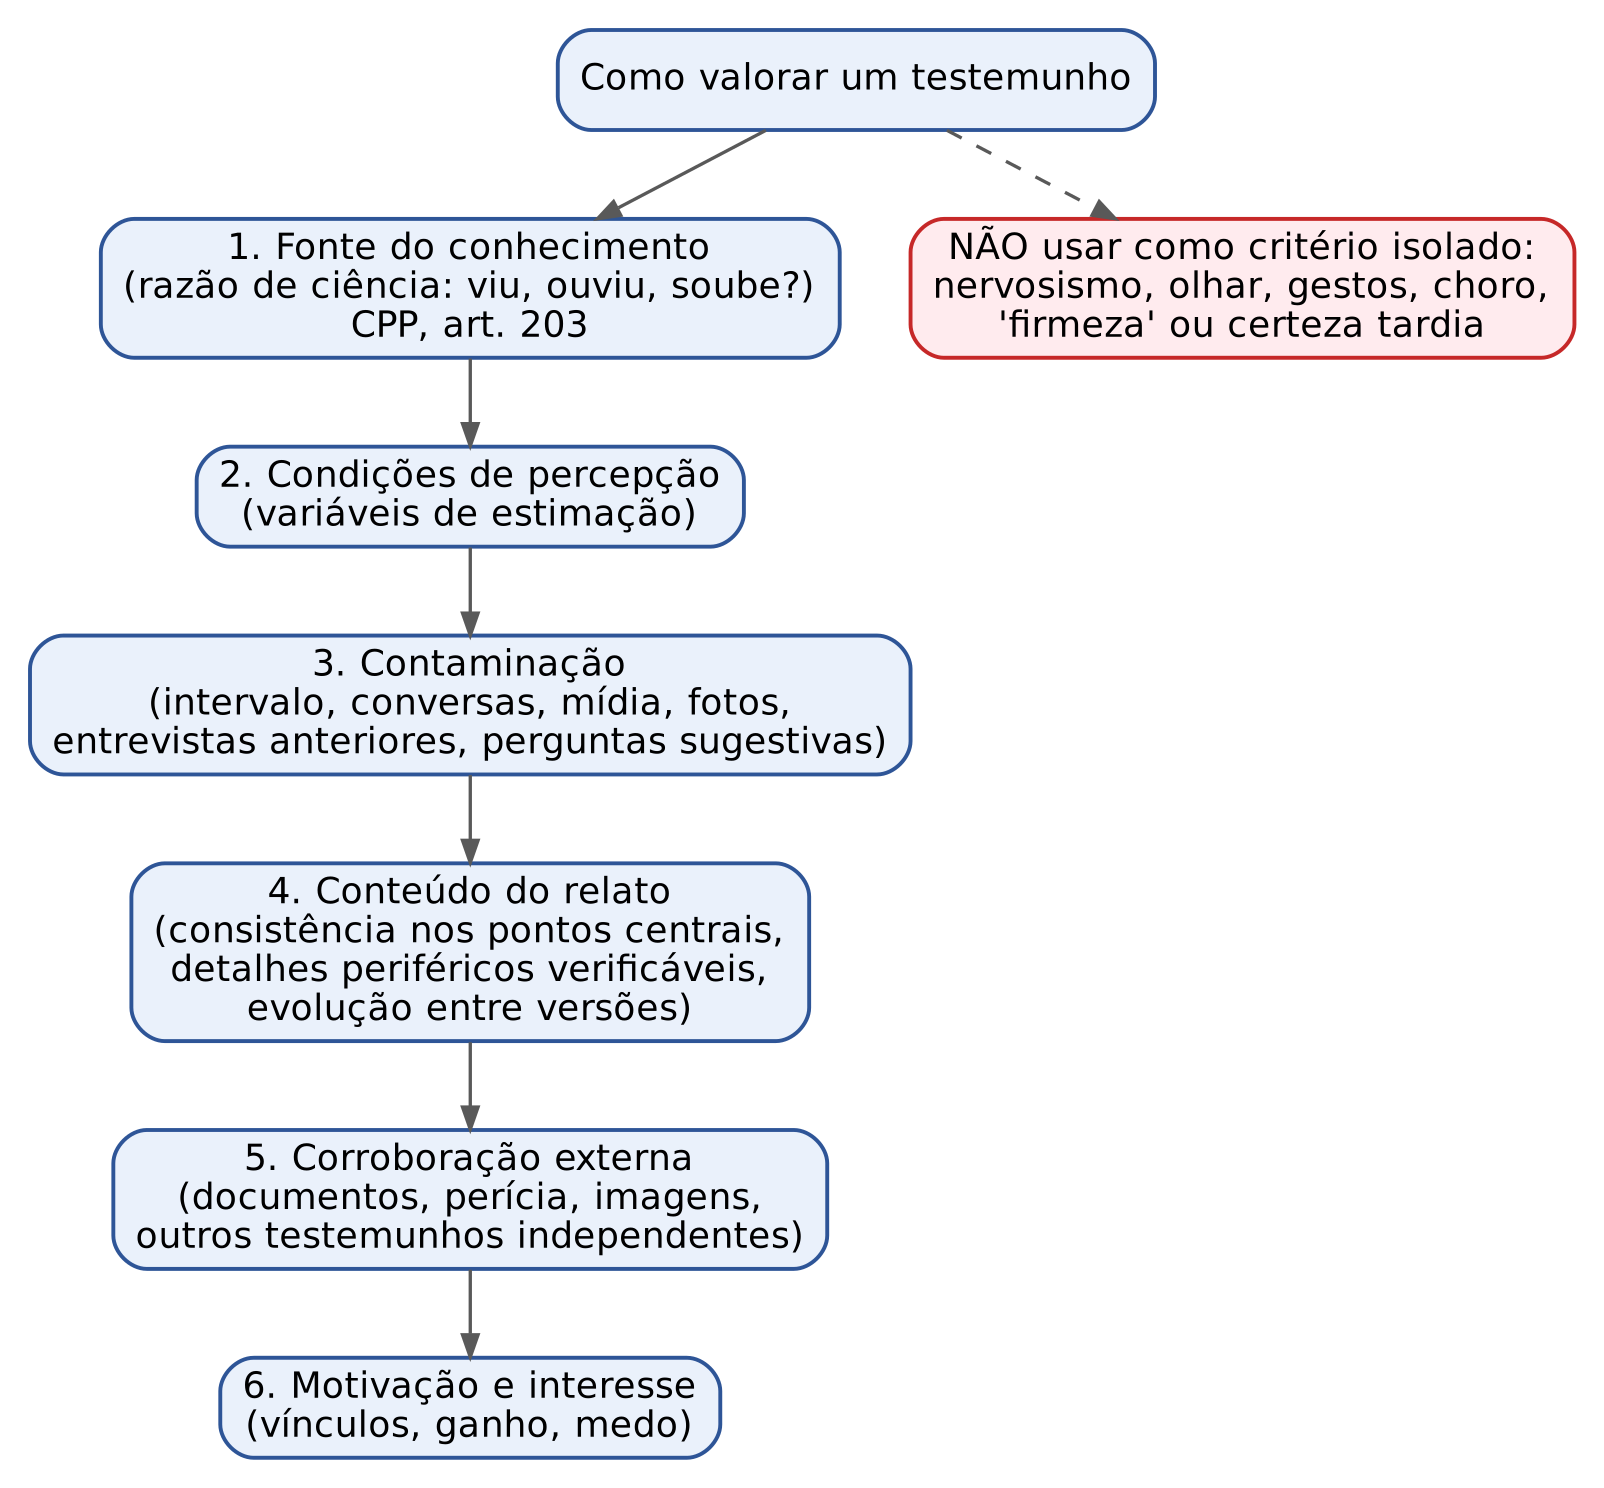 Como valorar um testemunho
1. Fonte do conhecimento
(razão de ciência: viu, ouviu, soube?)
CPP, art. 203
NÃO usar como critério isolado:
nervosismo, olhar, gestos, choro,
'firmeza' ou certeza tardia
2. Condições de percepção
(variáveis de estimação)
3. Contaminação
(intervalo, conversas, mídia, fotos,
entrevistas anteriores, perguntas sugestivas)
4. Conteúdo do relato
(consistência nos pontos centrais,
detalhes periféricos verificáveis,
evolução entre versões)
5. Corroboração externa
(documentos, perícia, imagens,
outros testemunhos independentes)
6. Motivação e interesse
(vínculos, ganho, medo)